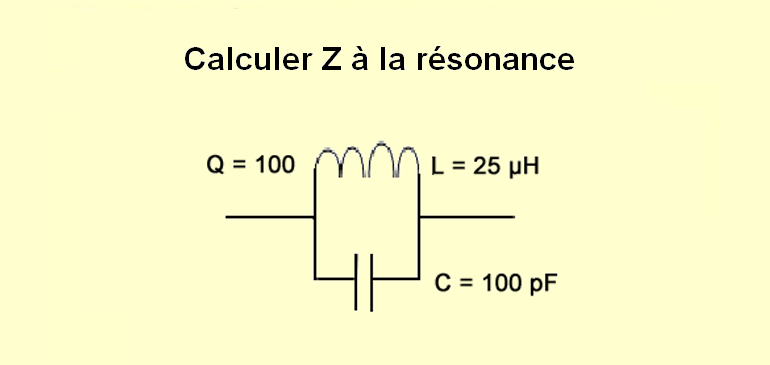 Calculer Z à la résonance
Q = 100
L = 25 µH
C = 100 pF